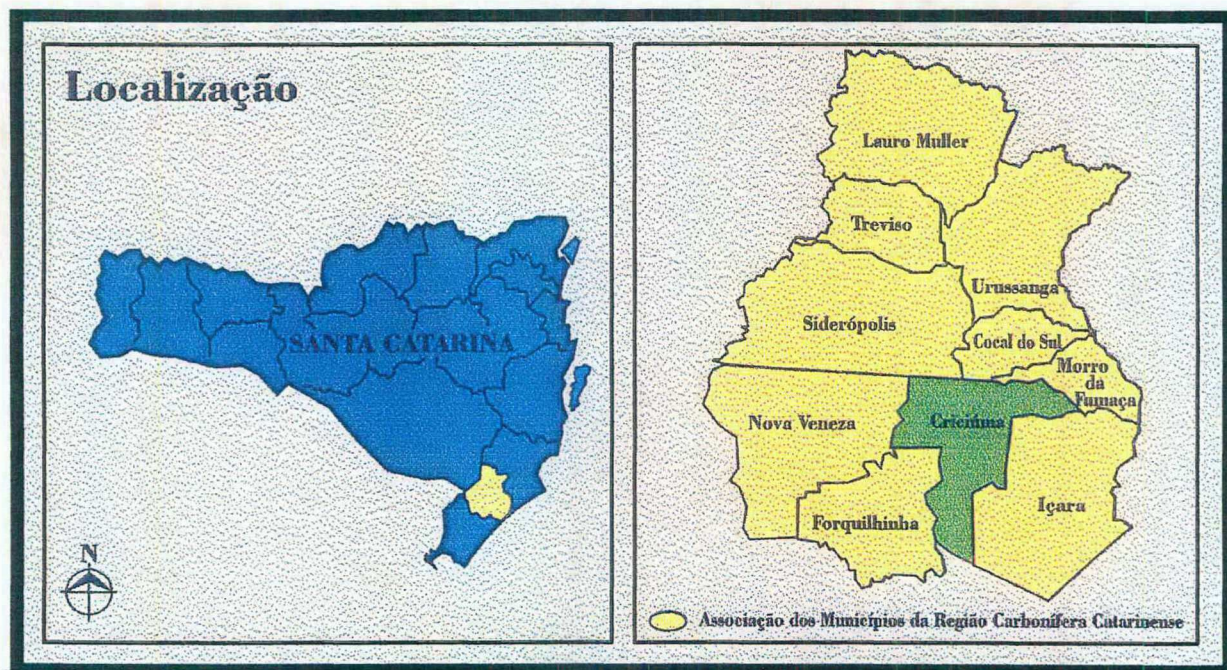 Localização
SANTA CATARINA
N
Lauro Muller
Treviso
Urussanga
Siderópolis
Cocal do Sul
Morro
da
Fumaça
Nova Veneza
Criciúma
Içara
Forquilhinha
Associação dos Municípios da Região Carbonífera Catarinense